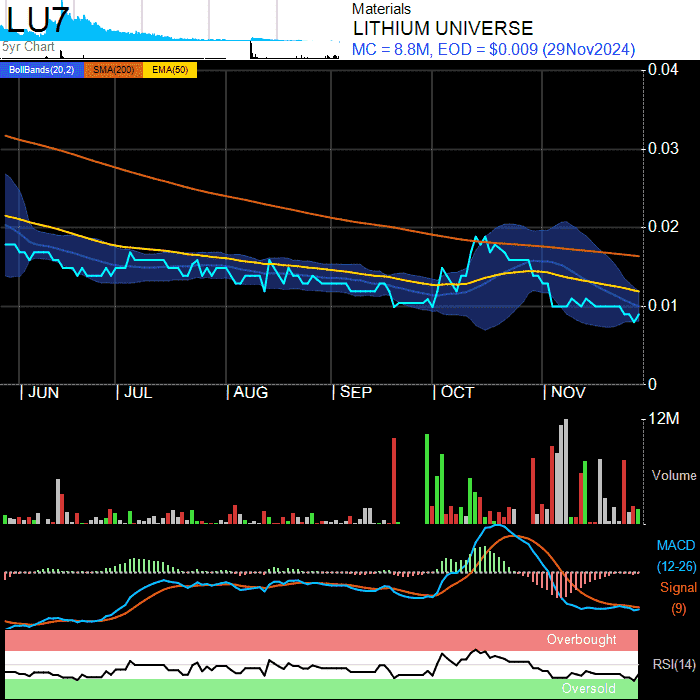 LU7
5yr Chart
Materials
LITHIUM UNIVERSE
MC = 8.8M, EOD = $0.009 (29Nov2024)
BollBands(20,2) SMA(200) EMA(50)
0.04
0.03
0.02
0.01
0
JUN JUL AUG SEP OCT NOV
12M
Volume
MACD
(12-26)
Signal
(9)
Overbought
RSI(14)
Oversold